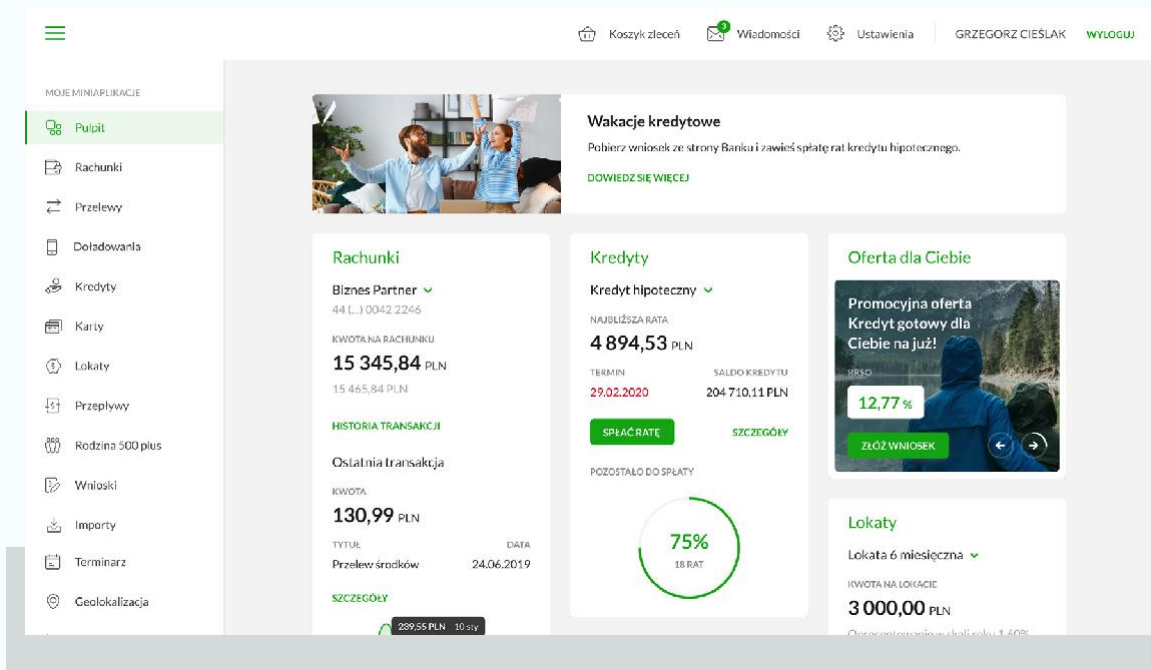 Koszyk zleceń
3
Wiadomości
Ustawienia
GRZEGORZ CIEŚLAK
WYLOGUJ
MOJE MINIAPLIKACJE
Pulpit
Rachunki
Przelewy
Doładowania
Kredyty
Karty
Lokaty
Przepływy
Rodzina 500 plus
Wnioski
Importy
Terminarz
Geolokalizacja
Wakacje kredytowe
Pobierz wniosek ze strony Banku i zawieś spłatę rat kredytu hipotecznego.
DOWIEDZ SIĘ WIĘCEJ
Rachunki
Biznes Partner
44 (...) 0042 2246
KWOTA NA RACHUNKU
15 345,84 PLN
15 465,84 PLN
HISTORIA TRANSAKCJI
Ostatnia transakcja
KWOTA
130,99 PLN
TYTUŁ DATA
Przelew środków 24.06.2019
SZCZEGÓŁY
239,55 PLN 10 sty
Kredyty
Kredyt hipoteczny
NAJBLIŻSZA RATA
4 894,53 PLN
TERMIN SALDO KREDYTU
29.02.2020 204 710,11 PLN
SPŁAĆ RATĘ SZCZEGÓŁY
POZOSTAŁO DO SPŁATY
75%
18 RAT
Oferta dla Ciebie
Promocyjna oferta
Kredyt gotowy dla
Ciebie na już!
RRSO
12,77 %
ZŁÓŻ WNIOSEK
Lokaty
Lokata 6 miesięczna
KWOTA NA LOKACIE
3 000,00 PLN
Oprocentowanie w skali roku 1,60%